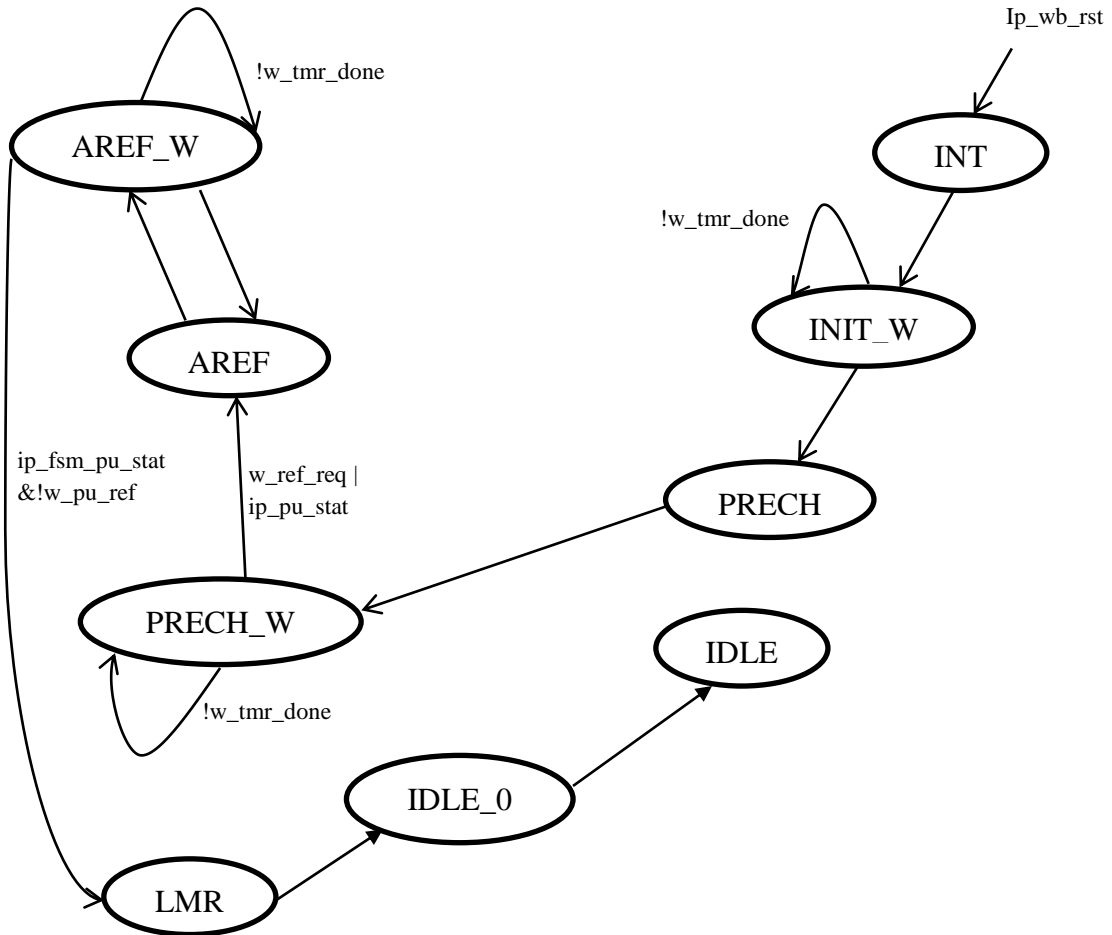 Ip_wb_rst
!w_tmr_done
AREF_W
INT
!w_tmr_done
INIT_W
AREF
ip_fsm_pu_stat
&!w_pu_ref
w_ref_req |
ip_pu_stat
PRECH
PRECH_W
IDLE
!w_tmr_done
IDLE_0
LMR